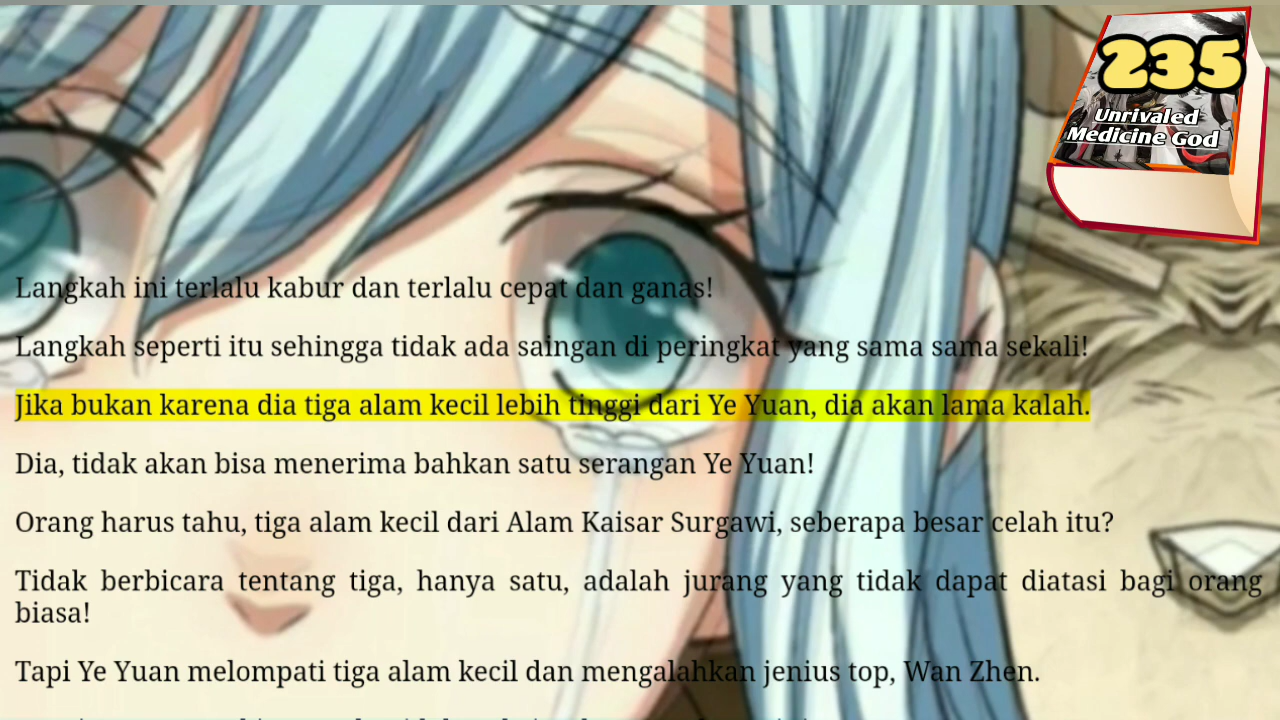 235
Unrivaled
Medicine God
Langkah ini terlalu kabur dan terlalu cepat dan ganas!
Langkah seperti itu sehingga tidak ada saingan di peringkat yang sama sama sekali!
Jika bukan karena dia tiga alam kecil lebih tinggi dari Ye Yuan, dia akan lama kalah.
Dia, tidak akan bisa menerima bahkan satu serangan Ye Yuan!
Orang harus tahu, tiga alam kecil dari Alam Kaisar Surgawi, seberapa besar celah itu?
Tidak berbicara tentang tiga, hanya satu, adalah jurang yang tidak dapat diatasi bagi orang
biasa!
Tapi Ye Yuan melompati tiga alam kecil dan mengalahkan jenius top, Wan Zhen.